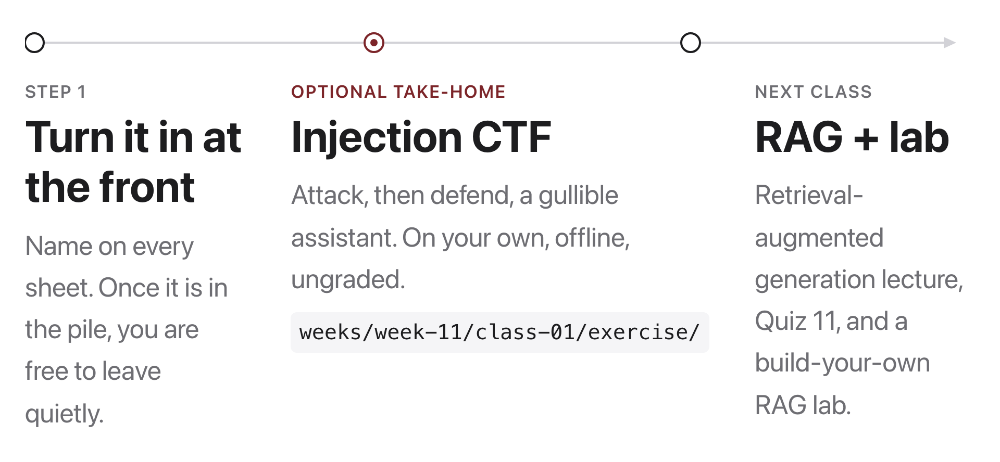 STEP 1
Turn it in at
the front
Name on every
sheet. Once it is in
the pile, you are
free to leave
quietly.
OPTIONAL TAKE-HOME
Injection CTF
Attack, then defend, a gullible
assistant. On your own, offline,
ungraded.
weeks/week-11/class-01/exercise/
NEXT CLASS
RAG + lab
Retrieval-
augmented
generation lecture,
Quiz 11, and a
build-your-own
RAG lab.